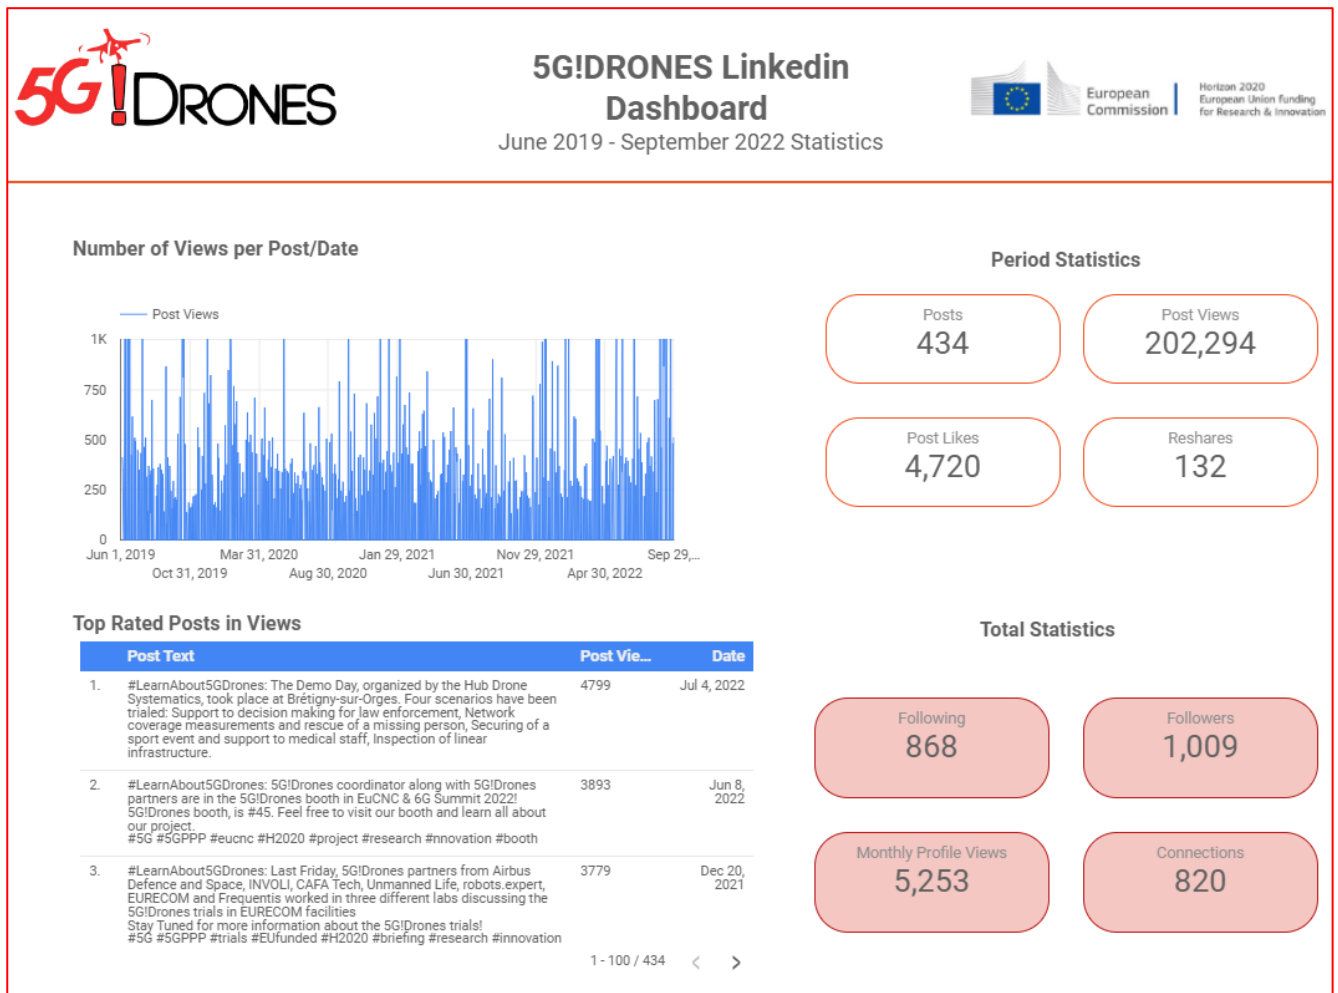 5G!DRONES
5G!DRONES Linkedin
Dashboard
June 2019 - September 2022 Statistics
European
Commission
Horizon 2020
European Union funding
for Research & Innovation
Number of Views per Post/Date
Post Views
1K
750
500
250
0
Jun 1, 2019
Mar 31, 2020
Jan 29, 2021
Nov 29, 2021
Sep 29,...
Oct 31, 2019
Aug 30, 2020
Jun 30, 2021
Apr 30, 2022
Period Statistics
Posts
434
Post Views
202,294
Post Likes
4,720
Reshares
132
Top Rated Posts in Views
Post Text Post Vie... Date
1. #LearnAbout5GDrones: The Demo Day, organized by the Hub Drone 4799 Jul 4, 2022
Systematics, took place at Brétigny-sur-Orges. Four scenarios have been
trialed: Support to decision making for law enforcement, Network
coverage measurements and rescue of a missing person, Securing of a
sport event and support to medical staff, Inspection of linear
infrastructure.
2. #LearnAbout5GDrones: 5G!Drones coordinator along with 5G!Drones 3893 Jun 8,
partners are in the 5G!Drones booth in EuCNC & 6G Summit 2022! 2022
5G!Drones booth, is #45. Feel free to visit our booth and learn all about
our project.
#5G #5GPPP #eucnc #H2020 #project #research #nnovation #booth
3. #LearnAbout5GDrones: Last Friday, 5G!Drones partners from Airbus 3779 Dec 20,
Defence and Space, INVOLI, CAFA Tech, Unmanned Life, robots.expert, 2021
EURECOM and Frequentis worked in three different labs discussing the
5G!Drones trials in EURECOM facilities
Stay Tuned for more information about the 5G!Drones trials!
#5G #5GPPP #trials #EUfunded #H2020 #briefing #research #innovation
1 - 100 / 434
Total Statistics
Following
868
Followers
1,009
Monthly Profile Views
5,253
Connections
820